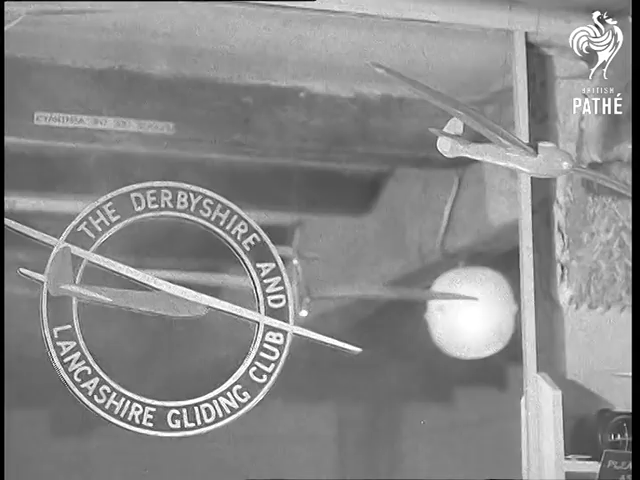 BRITISH
PATHÉ
THE DERBYSHIRE AND
LANCASHIRE GLIDING CLUB